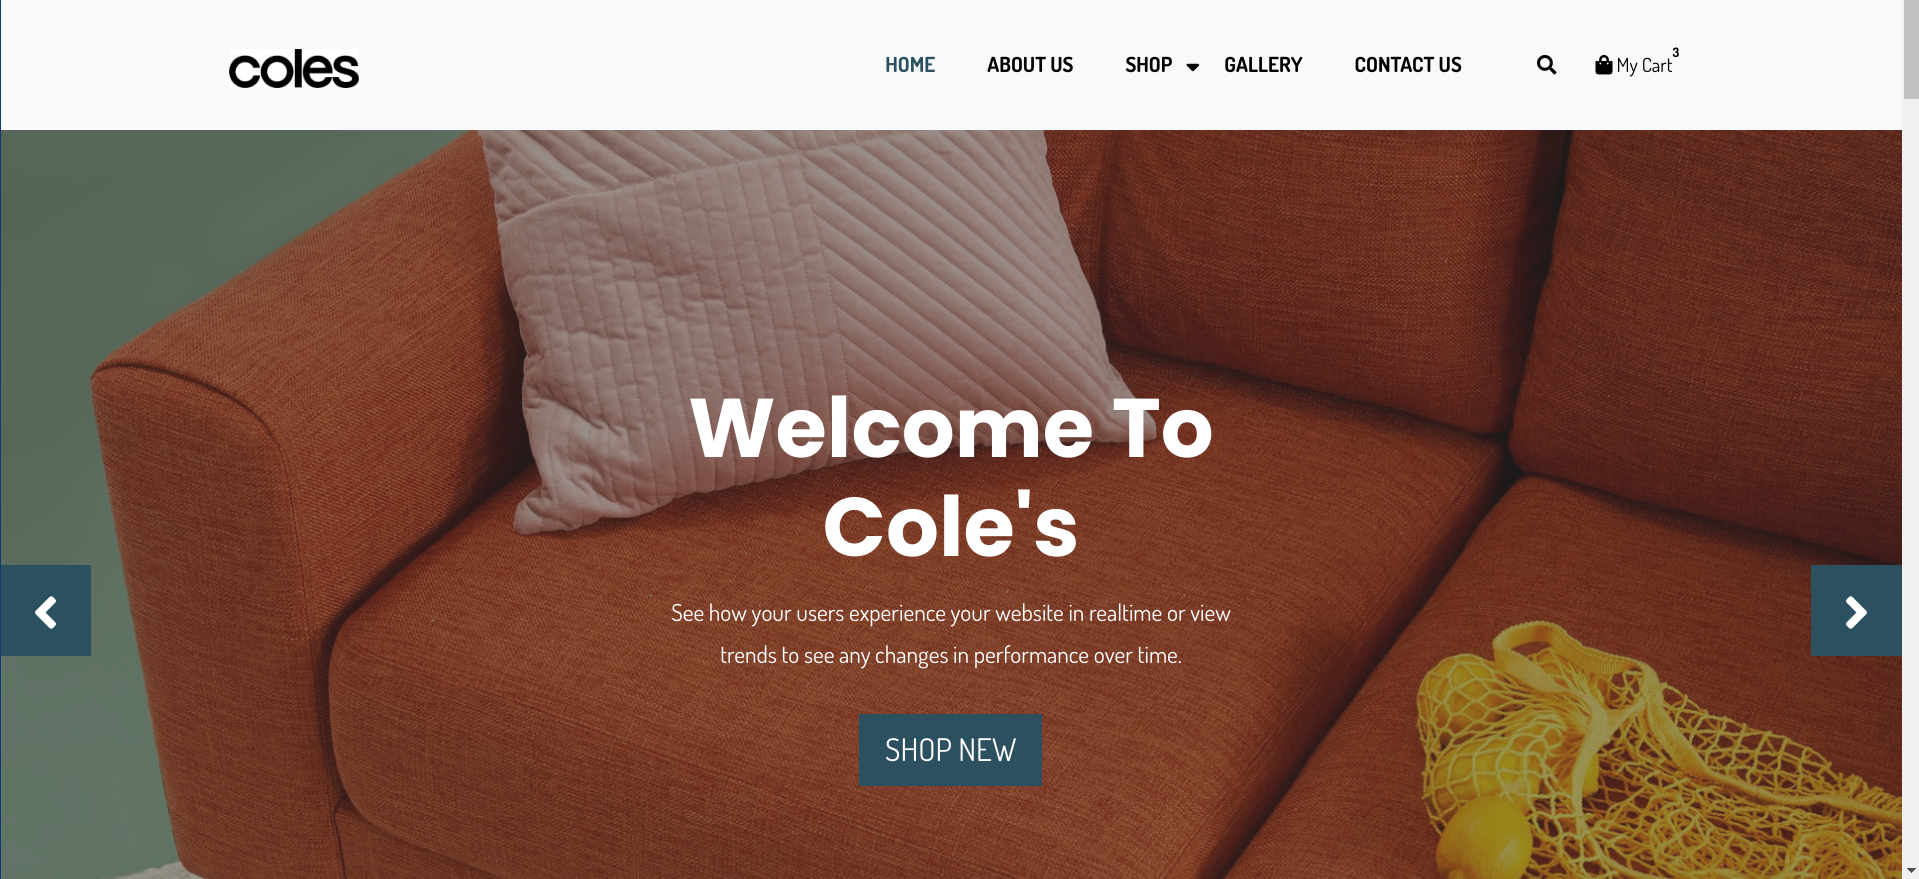 coles
HOME ABOUT US SHOP GALLERY CONTACT US My Cart 3
Welcome To
Cole's
See how your users experience your website in realtime or view
trends to see any changes in performance over time.
SHOP NEW